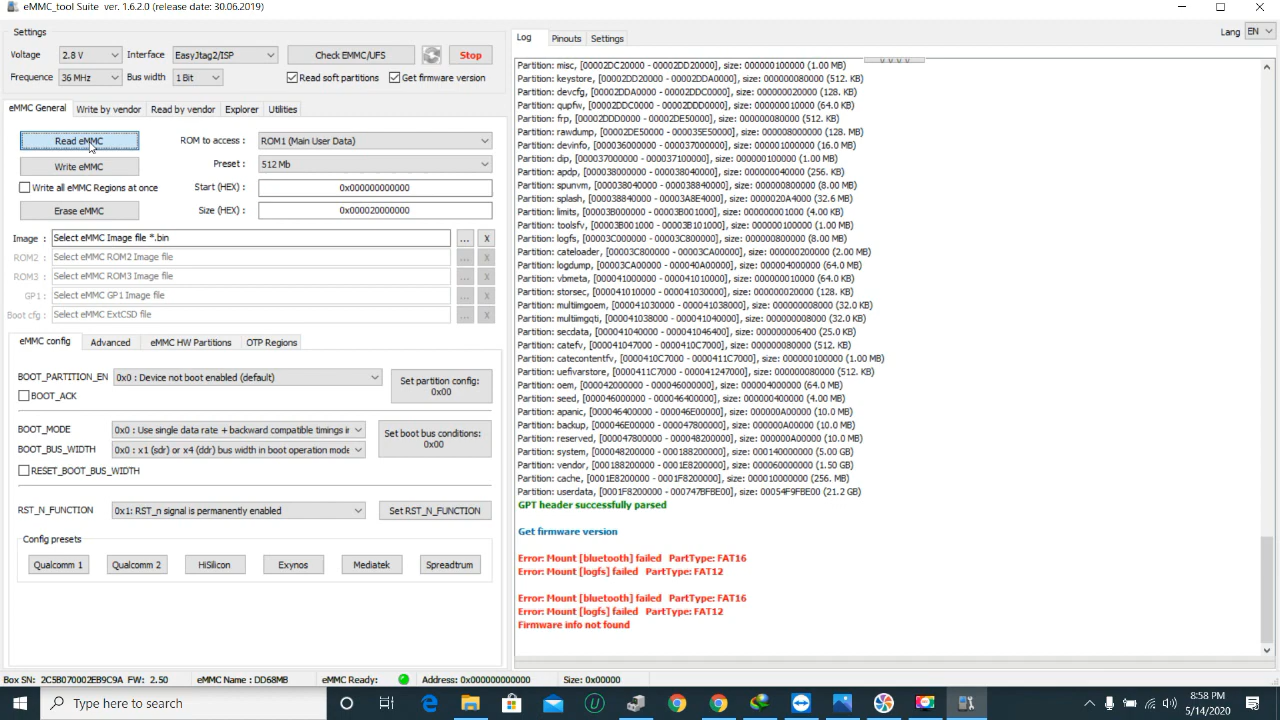 eMMC_tool Suite ver. 1.6.2.0 (release date: 30.06.2019)
Settings
Voltage 2.8 V Interface EasyJtag2/ISP Check EMMC/UFS Stop
Frequency 36 MHz Bus width 1 Bit Read soft partitions Get firmware version
eMMC General Write by vendor Read by vendor Explorer Utilities
Read eMMC ROM to access : ROM1 (Main User Data)
Write eMMC Preset : 512 Mb
Write all eMMC Regions at once Start (HEX) : 0x000000000000
Erase eMMC Size (HEX) : 0x000020000000
Image : Select eMMC Image file *.bin ... X
ROM2 : Select eMMC ROM2 Image file ... X
ROM3 : Select eMMC ROM3 Image file ... X
GP1 : Select eMMC GP1 Image file ... X
Boot cfg : Select eMMC ExtCSD file ... X
eMMC config Advanced eMMC HW Partitions OTP Regions
BOOT_PARTITION_EN 0x0 : Device not boot enabled (default) Set partition config: 0x00
BOOT_ACK
BOOT_MODE 0x0 : Use single data rate + backward compatible timings in Set boot bus conditions: 0x00
BOOT_BUS_WIDTH 0x0 : x1 (sdr) or x4 (ddr) bus width in boot operation mode
RESET_BOOT_BUS_WIDTH
RST_N_FUNCTION 0x1: RST_n signal is permanently enabled Set RST_N_FUNCTION
Config presets
Qualcomm 1 Qualcomm 2 HiSilicon Exynos Mediatek Spreadtrum
Log Pinouts Settings Lang EN
Partition: misc, [00002DC20000 - 00002DD20000], size: 000000100000 (1.00 MB)
Partition: keystore, [00002DD20000 - 00002DDA0000], size: 000000080000 (512. KB)
Partition: devcfg, [00002DDA0000 - 00002DDC0000], size: 000000020000 (128. KB)
Partition: qupfw, [00002DDC0000 - 00002DDD0000], size: 000000010000 (64.0 KB)
Partition: frp, [00002DDD0000 - 00002DE50000], size: 000000080000 (512. KB)
Partition: rawdump, [00002DE50000 - 000035E50000], size: 000008000000 (128. MB)
Partition: devinfo, [000036000000 - 000037000000], size: 000001000000 (16.0 MB)
Partition: dip, [000037000000 - 000037100000], size: 000000100000 (1.00 MB)
Partition: apdp, [000038000000 - 000038040000], size: 000000040000 (256. KB)
Partition: spunvm, [000038040000 - 000038840000], size: 000000800000 (8.00 MB)
Partition: splash, [000038840000 - 00003A8E4000], size: 0000020A4000 (32.6 MB)
Partition: limits, [00003B000000 - 00003B001000], size: 000000001000 (4.00 KB)
Partition: toolsfv, [00003B001000 - 00003B101000], size: 000000100000 (1.00 MB)
Partition: logfs, [00003C000000 - 00003C800000], size: 000000800000 (8.00 MB)
Partition: cateloader, [00003C800000 - 00003CA00000], size: 000000200000 (2.00 MB)
Partition: logdump, [00003CA00000 - 000040A00000], size: 000004000000 (64.0 MB)
Partition: vbmeta, [000041000000 - 000041010000], size: 000000010000 (64.0 KB)
Partition: storsec, [000041010000 - 000041030000], size: 000000020000 (128. KB)
Partition: multiimgoem, [000041030000 - 000041038000], size: 000000008000 (32.0 KB)
Partition: multiimgqti, [000041038000 - 000041040000], size: 000000008000 (32.0 KB)
Partition: secdata, [000041040000 - 000041046400], size: 000000006400 (25.0 KB)
Partition: catefv, [000041047000 - 0000410C7000], size: 000000080000 (512. KB)
Partition: catecontentfv, [0000410C7000 - 0000411C7000], size: 000000100000 (1.00 MB)
Partition: uefivarstore, [0000411C7000 - 000041247000], size: 000000080000 (512. KB)
Partition: oem, [000042000000 - 000046000000], size: 000004000000 (64.0 MB)
Partition: seed, [000046000000 - 000046400000], size: 000000400000 (4.00 MB)
Partition: apanic, [000046400000 - 000046E00000], size: 000000A00000 (10.0 MB)
Partition: backup, [000046E00000 - 000047800000], size: 000000A00000 (10.0 MB)
Partition: reserved, [000047800000 - 000048200000], size: 000000A00000 (10.0 MB)
Partition: system, [000048200000 - 000188200000], size: 000140000000 (5.00 GB)
Partition: vendor, [000188200000 - 0001E8200000], size: 000060000000 (1.50 GB)
Partition: cache, [0001E8200000 - 0001F8200000], size: 000010000000 (256. MB)
Partition: userdata, [0001F8200000 - 000747BFBE00], size: 00054F9FBE00 (21.2 GB)
GPT header successfully parsed
Get firmware version
Error: Mount [bluetooth] failed PartType: FAT16
Error: Mount [logfs] failed PartType: FAT12
Error: Mount [bluetooth] failed PartType: FAT16
Error: Mount [logfs] failed PartType: FAT12
Firmware info not found
Box SN: 2C5B070002EB9C9A FW: 2.50 eMMC Name : DD68MB eMMC Ready: Address: 0x000000000000 Size: 0x00000
Type here to search
8:58 PM
5/14/2020